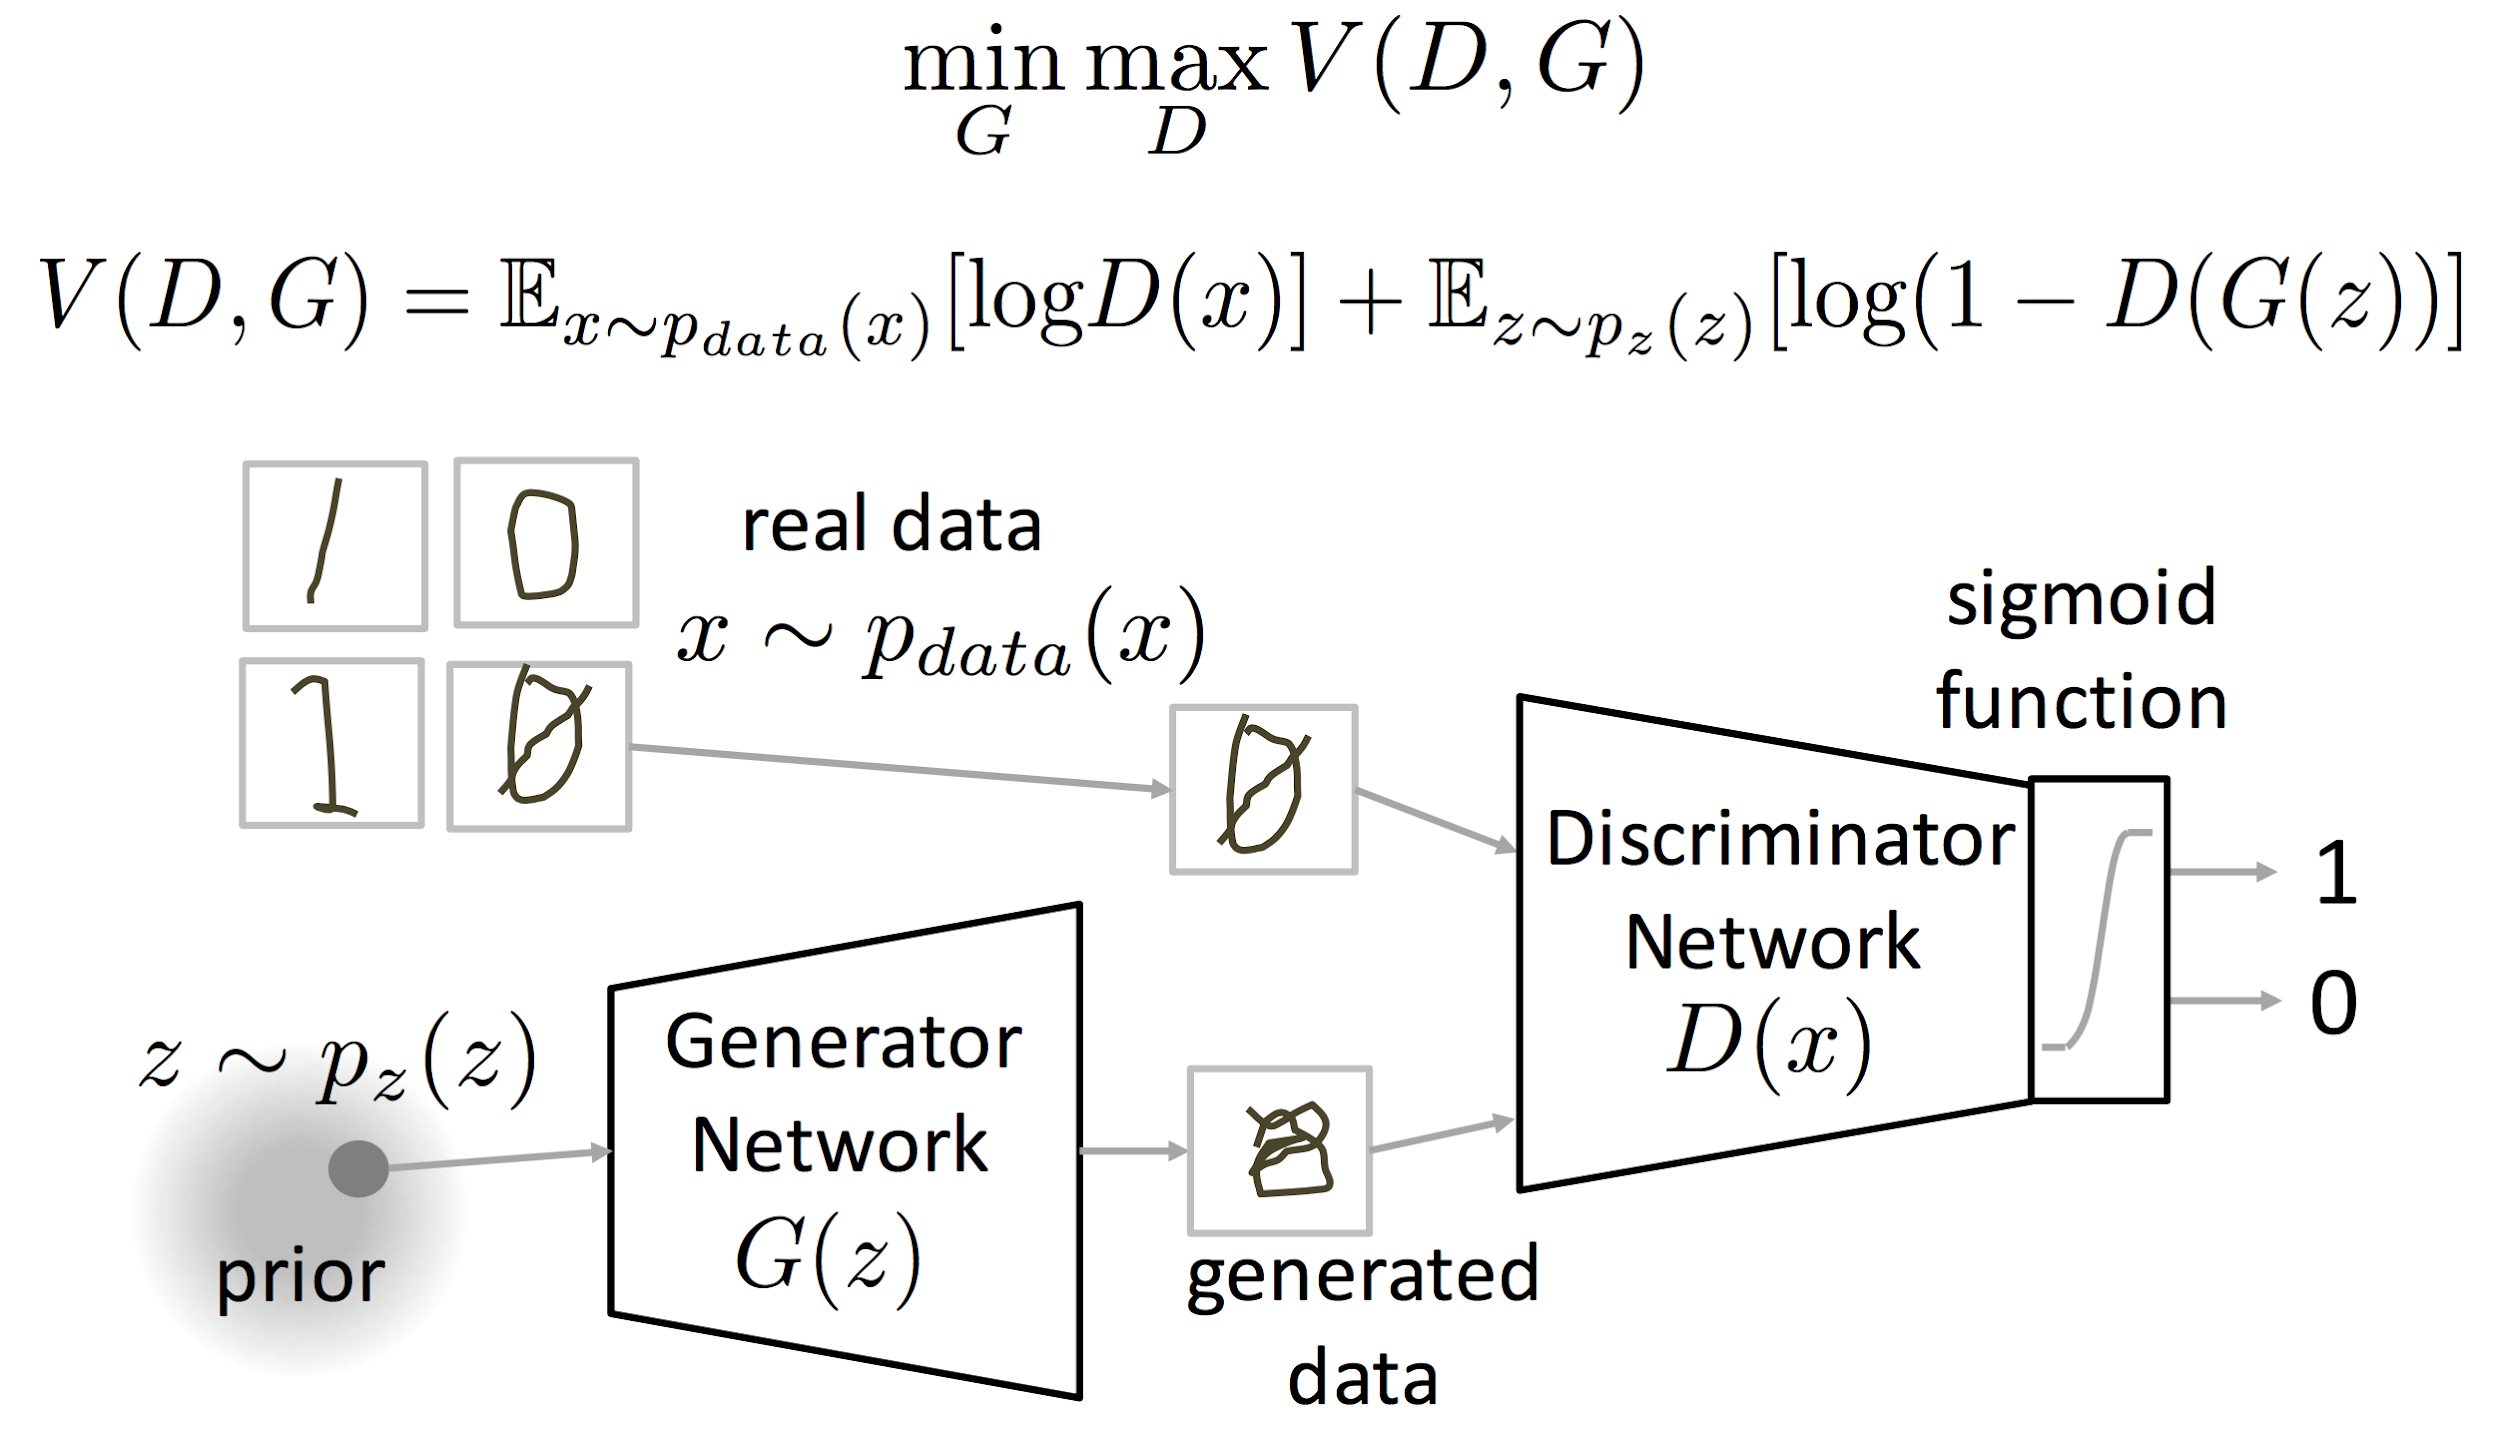 min max V(D, G)
G D
V(D, G) = 𝔼x∼pdata(x)[logD(x)] + 𝔼z∼pz(z)[log(1 − D(G(z))]
real data
x ∼ pdata(x)
sigmoid
function
Discriminator
Network
D(x)
1
0
z ∼ pz(z)
prior
Generator
Network
G(z)
generated
data